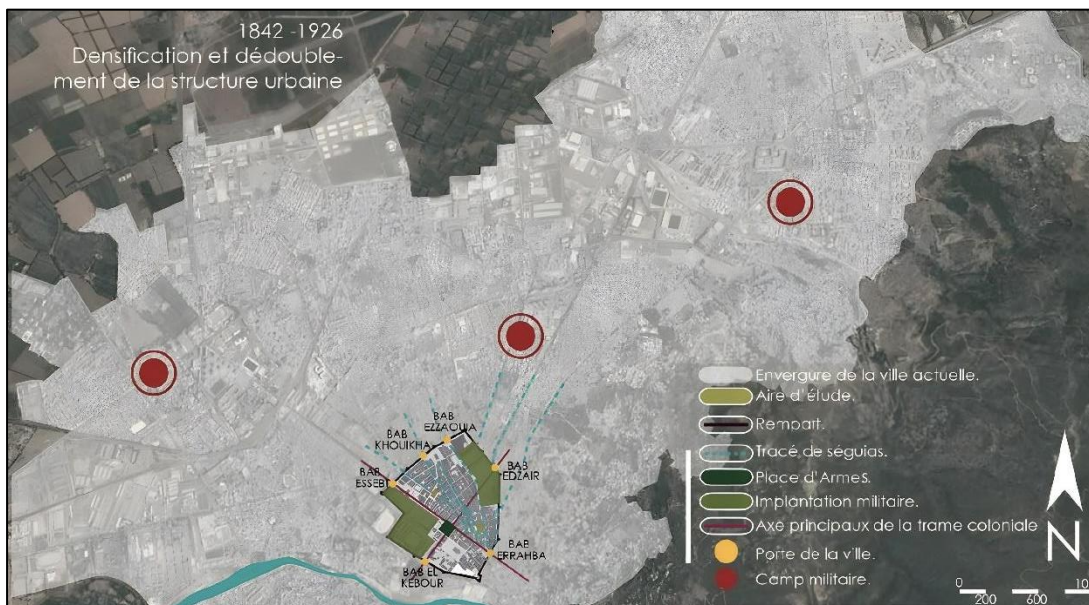 1842 -1926
Densification et dédouble-
ment de la structure urbaine
BAB
EZZAOUIA
BAB
KHOUIKHA
BAB
ESSEBT
BAB
EDZAIR
BAB
ERRAHBA
BAB EL
KEBOUR
Envergure de la ville actuelle.
Aire d'étude.
Rempart.
Tracé de séguias.
Place d'Armes.
Implantation militaire.
Axe principaux de la trame coloniale
Porte de la ville.
Camp militaire.
N
0 200 600 10